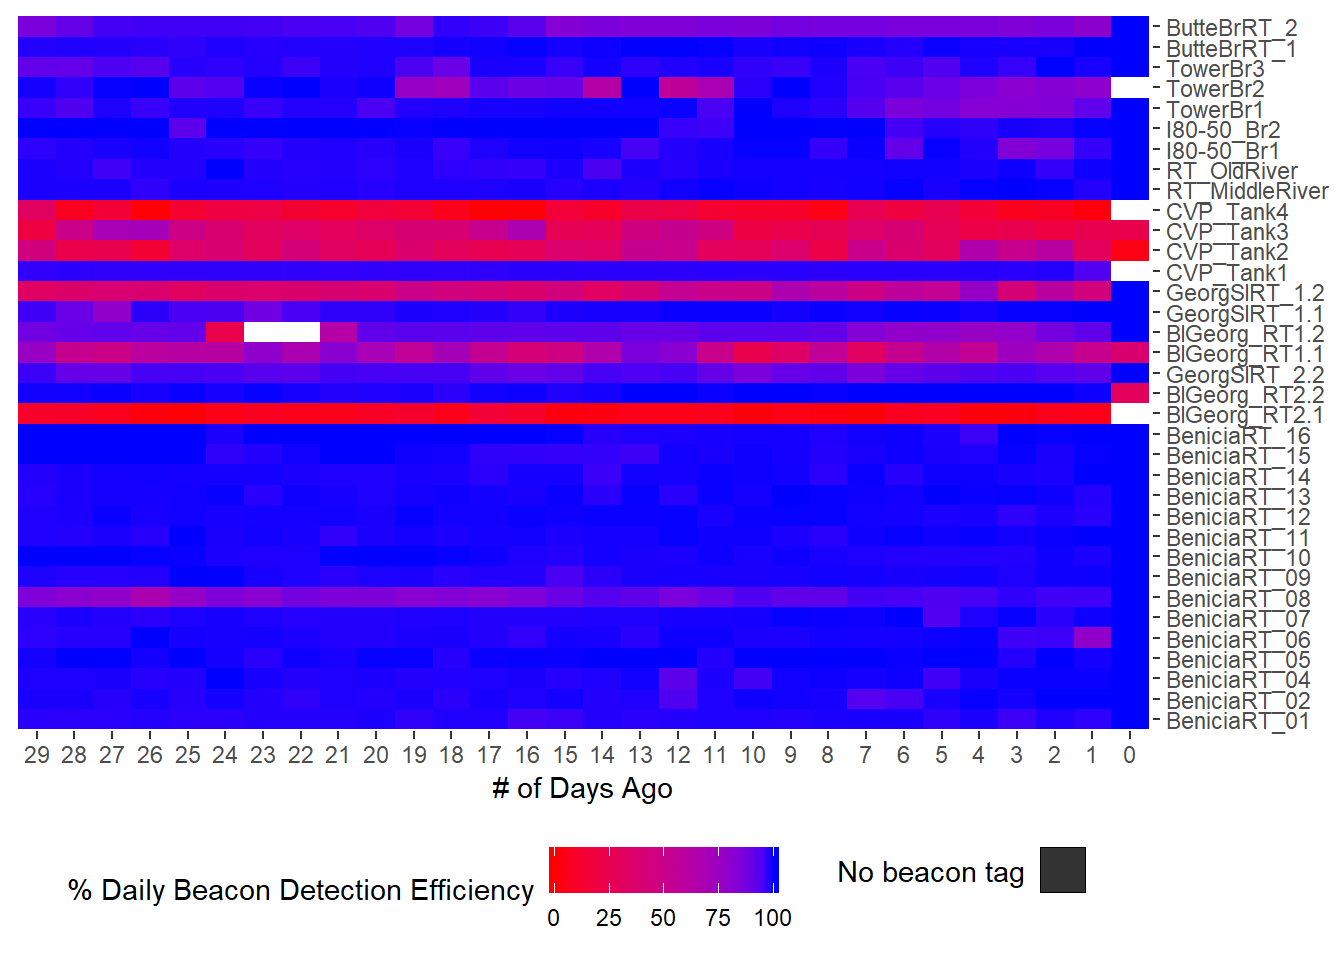 ButteBrRT_2
ButteBrRT_1
TowerBr3
TowerBr2
TowerBr1
I80-50_Br2
I80-50_Br1
RT_OldRiver
RT_MiddleRiver
CVP_Tank4
CVP_Tank3
CVP_Tank2
CVP_Tank1
GeorgSlRT_1.2
GeorgSlRT_1.1
BlGeorg_RT1.2
BlGeorg_RT1.1
GeorgSlRT_2.2
BlGeorg_RT2.2
BlGeorg_RT2.1
BeniciaRT_16
BeniciaRT_15
BeniciaRT_14
BeniciaRT_13
BeniciaRT_12
BeniciaRT_11
BeniciaRT_10
BeniciaRT_09
BeniciaRT_08
BeniciaRT_07
BeniciaRT_06
BeniciaRT_05
BeniciaRT_04
BeniciaRT_02
BeniciaRT_01
29 28 27 26 25 24 23 22 21 20 19 18 17 16 15 14 13 12 11 10 9 8 7 6 5 4 3 2 1 0
# of Days Ago
% Daily Beacon Detection Efficiency
0 25 50 75 100
No beacon tag